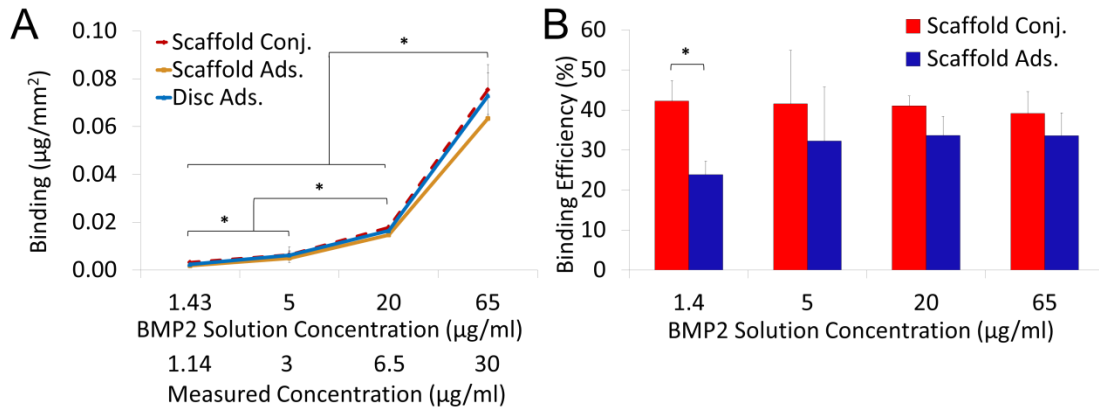 A
0.10
0.08
0.06
0.04
0.02
0.00
Binding (µg/mm²)
Scaffold Conj.
Scaffold Ads.
Disc Ads.
*
*
*
1.43 5 20 65
BMP2 Solution Concentration (µg/ml)
1.14 3 6.5 30
Measured Concentration (µg/ml)
B
60
50
40
30
20
10
0
Binding Efficiency (%)
Scaffold Conj.
Scaffold Ads.
*
1.4 5 20 65
BMP2 Solution Concentration (µg/ml)